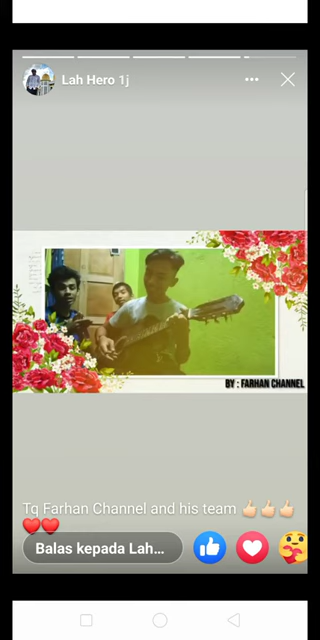 Lah Hero 1j
BY : FARHAN CHANNEL
Tq Farhan Channel and his team 👍🏻👍🏻👍🏻
❤️❤️
Balas kepada Lah...